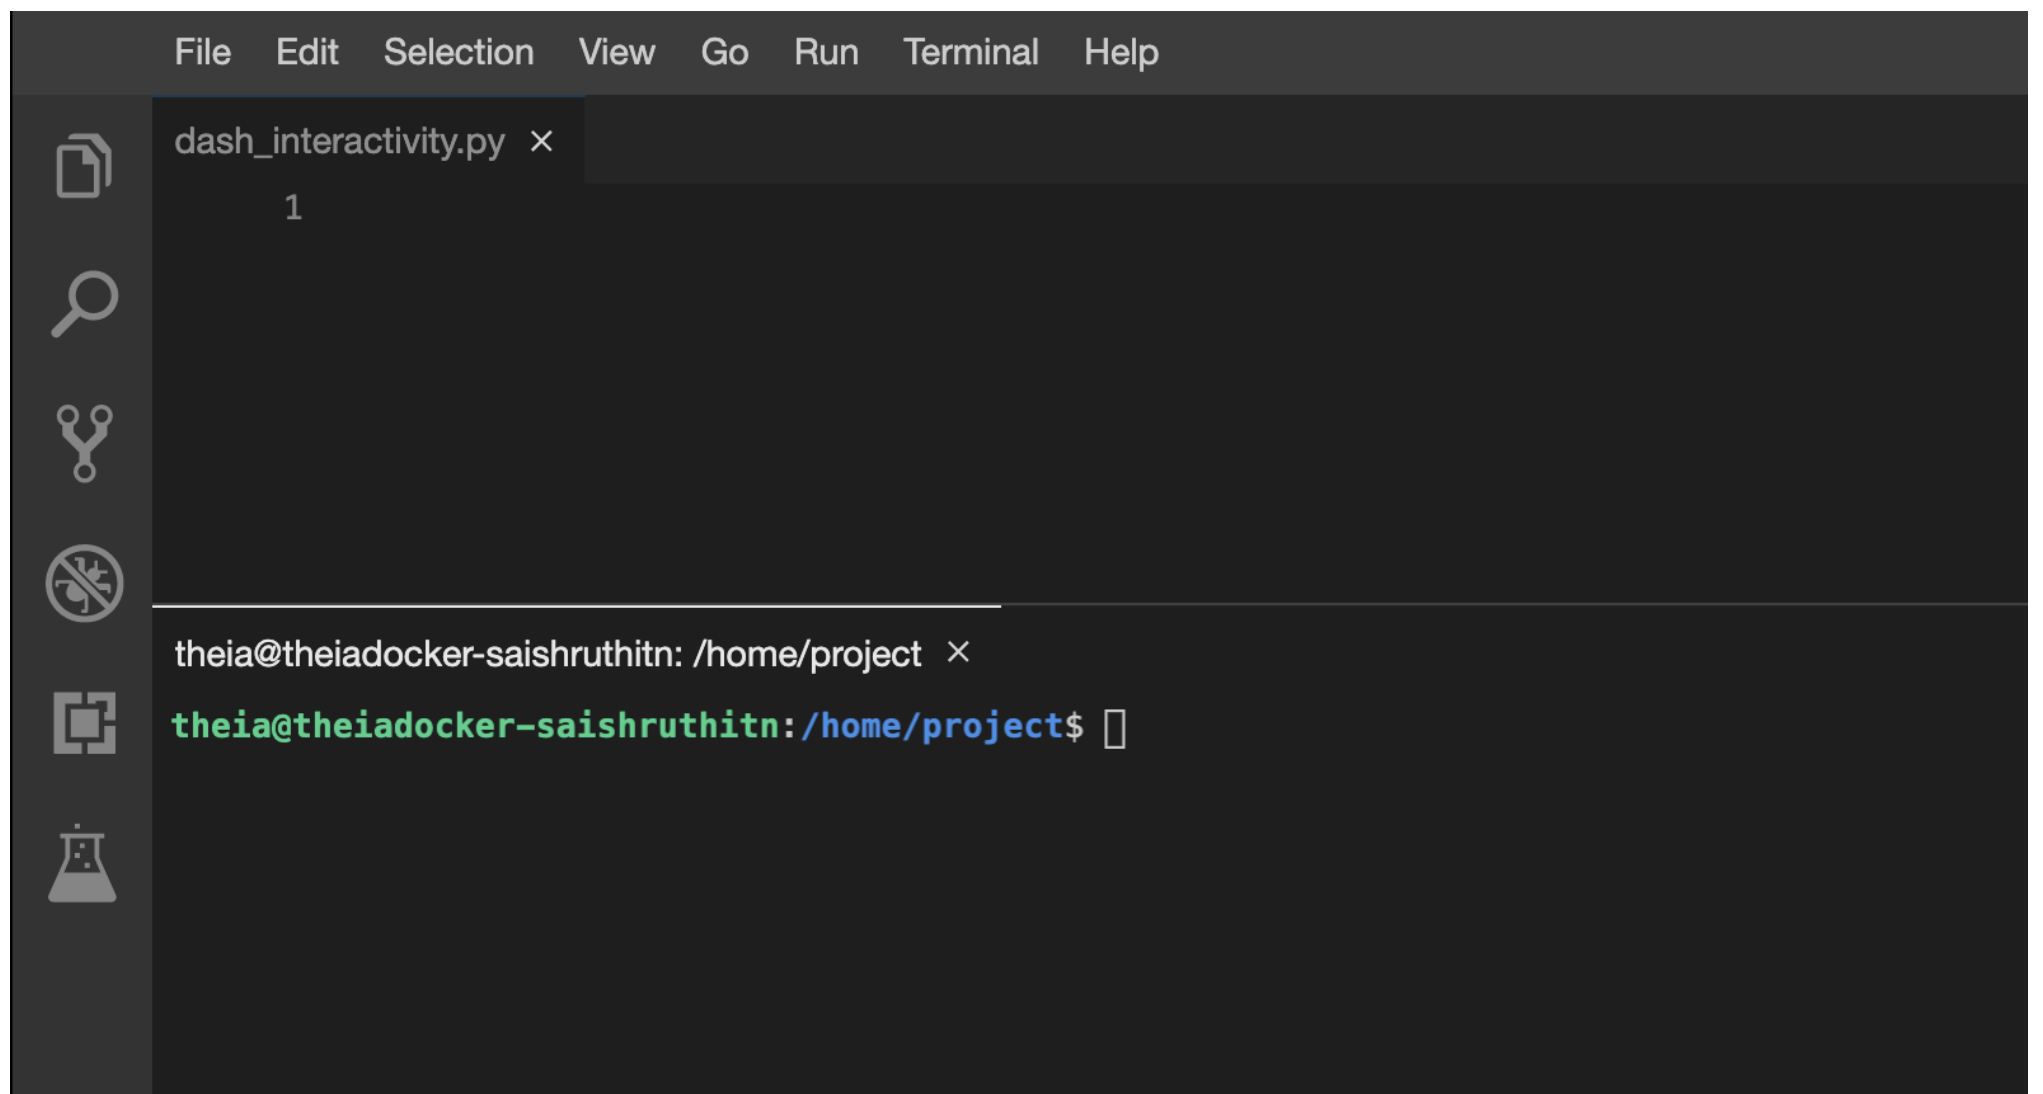 File Edit Selection View Go Run Terminal Help
dash_interactivity.py ×
1
theia@theiadocker-saishruthitn: /home/project ×
theia@theiadocker-saishruthitn:/home/project$